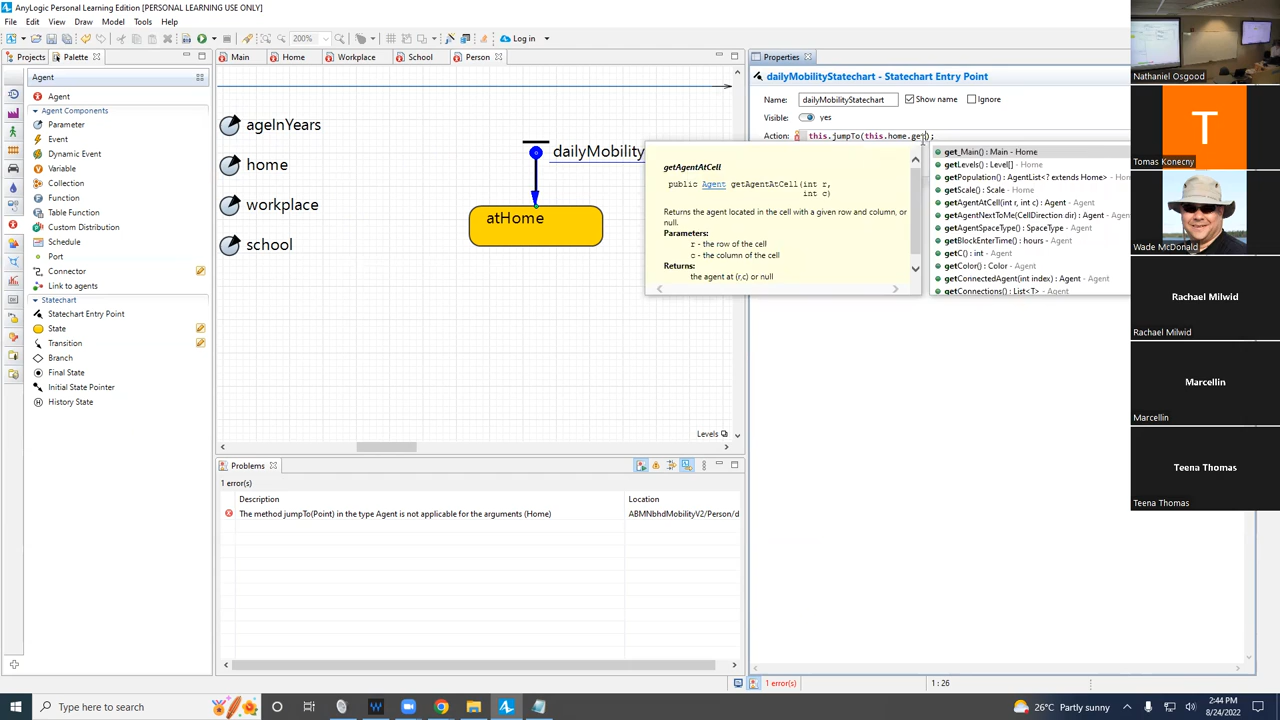 AnyLogic Personal Learning Edition [PERSONAL LEARNING USE ONLY]
File Edit View Draw Model Tools Help
200% Log in
Projects Palette
Main Home Workplace School Person
Properties
Agent
Agent
Agent Components
Parameter
Event
Dynamic Event
Variable
Collection
Function
Table Function
Custom Distribution
Schedule
Port
Connector
Link to agents
Statechart
Statechart Entry Point
State
Transition
Branch
Final State
Initial State Pointer
History State
ageInYears
home
workplace
school
dailyMobility
atHome
Levels
dailyMobilityStatechart - Statechart Entry Point
Name: dailyMobilityStatechart Show name Ignore
Visible: yes
Action: this.jumpTo(this.home.get);
getAgentAtCell
public Agent getAgentAtCell(int r,
int c)
Returns the agent located in the cell with a given row and column, or
null.
Parameters:
r - the row of the cell
c - the column of the cell
Returns:
the agent at (r,c) or null
get_Main() : Main - Home
getLevels() : Level[] - Home
getPopulation() : AgentList<? extends Home> - Home
getScale() : Scale - Home
getAgentAtCell(int r, int c) : Agent - Agent
getAgentNextToMe(CellDirection dir) : Agent - Agent
getAgentSpaceType() : SpaceType - Agent
getBlockEnterTime() : hours - Agent
getC() : int - Agent
getColor() : Color - Agent
getConnectedAgent(int index) : Agent - Agent
getConnections() : List<T> - Agent
Problems
1 error(s)
Description Location
The method jumpTo(Point) in the type Agent is not applicable for the arguments (Home) ABMNbhdMobilityV2/Person/d
1 error(s) 1 : 26
Nathaniel Osgood
T
Tomas Konecny
Wade McDonald
Rachael Milwid
Rachael Milwid
Marcellin
Marcellin
Teena Thomas
Teena Thomas
Type here to search
26°C Partly sunny
2:44 PM
8/24/2022